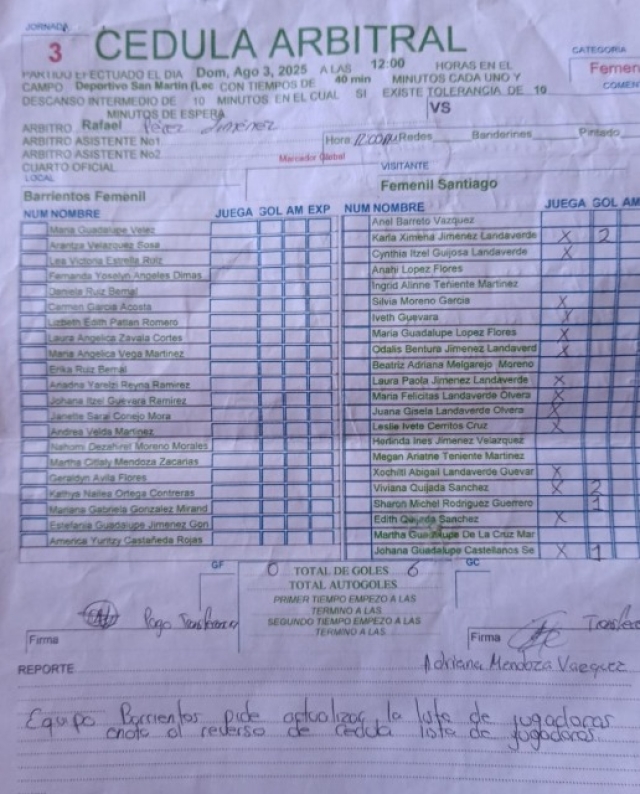 JORNADA
3
CEDULA ARBITRAL
CATEGORIA
Femen
PARTIDO EFECTUADO EL DIA Dom, Ago 3, 2025 A LAS 12:00 HORAS EN EL
CAMPO Deportivo San Martin (Lec CON TIEMPOS DE 40 min MINUTOS CADA UNO Y
COMEN
DESCANSO INTERMEDIO DE 10 MINUTOS EN EL CUAL SI EXISTE TOLERANCIA DE 10
MINUTOS DE ESPERA
VS
ARBITRO Rafael Pérez Jiménez
ARBITRO ASISTENTE No1
Hora Redes Banderines Pintado
ARBITRO ASISTENTE No2
Marcador Global
CUARTO OFICIAL
LOCAL
VISITANTE
Barrientos Femenil
Femenil Santiago
NUM NOMBRE JUEGA GOL AM EXP
NUM NOMBRE JUEGA GOL AM
Maria Guadalupe Velez
Arantza Velazquez Sosa
Lea Victoria Estrella Ruiz
Fernanda Yoselyn Angeles Dimas
Daniela Ruiz Bernal
Carmen Garcia Acosta
Lizbeth Edith Patlan Romero
Laura Angelica Zavala Cortes
Maria Angelica Vega Martinez
Erika Ruiz Bernal
Ariadna Yaretzi Reyna Ramirez
Johana Itzel Guevara Ramirez
Janette Sarai Conejo Mora
Andrea Velda Martinez
Nahomi Dezahiret Moreno Morales
Martha Citlaly Mendoza Zacarias
Geraldyn Avila Flores
Kathya Nailea Ortega Contreras
Mariana Gabriela Gonzalez Mirand
Estefania Guadalupe Jimenez Gon
America Yuritzy Castañeda Rojas
Anel Barreto Vazquez
Karla Ximena Jimenez Landaverde X 2
Cynthia Itzel Guijosa Landaverde X
Anahi Lopez Flores
Ingrid Alinne Teniente Martinez
Silvia Moreno Garcia X
Iveth Guevara X
Maria Guadalupe Lopez Flores X
Odalis Bentura Jimenez Landaverd X
Beatriz Adriana Melgarejo Moreno
Laura Paola Jimenez Landaverde X
Maria Felicitas Landaverde Olvera X
Juana Gisela Landaverde Olvera X
Leslie Ivete Cerritos Cruz X
Herlinda Ines Jimenez Velazquez
Megan Ariatne Teniente Martinez
Xochitl Abigail Landaverde Guevar X
Viviana Quijada Sanchez X 2
Sharon Michel Rodriguez Guerrero 1
Edith Quijada Sanchez X
Martha Guadalupe De La Cruz Mar
Johana Guadalupe Castellanos Se X 1
GF 0 TOTAL DE GOLES 6 GC
TOTAL AUTOGOLES
PRIMER TIEMPO EMPEZO A LAS
TERMINO A LAS
SEGUNDO TIEMPO EMPEZO A LAS
TERMINO A LAS
Pago Transferencia
Transfere
Firma
Firma
Adriana Mendoza Vazquez
REPORTE
Equipo Barrientos pide actualizar la lista de jugadoras
anoto al reverso de cedula lista de jugadoras